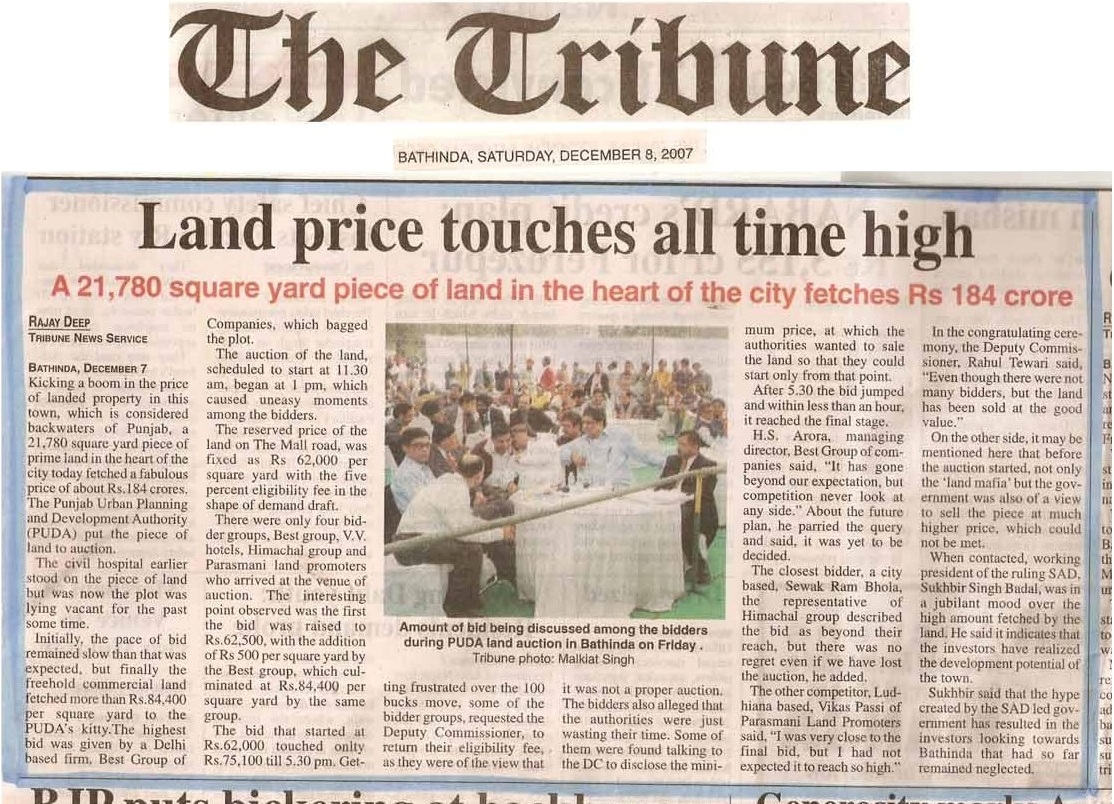 The Tribune
BATHINDA, SATURDAY, DECEMBER 8, 2007
Land price touches all time high
A 21,780 square yard piece of land in the heart of the city fetches Rs 184 crore
RAJAY DEEP
TRIBUNE NEWS SERVICE
BATHINDA, DECEMBER 7
Kicking a boom in the price
of landed property in this
town, which is considered
backwaters of Punjab, a
21,780 square yard piece of
prime land in the heart of the
city today fetched a fabulous
price of about Rs.184 crores.
The Punjab Urban Planning
and Development Authority
(PUDA) put the piece of
land to auction.
The civil hospital earlier
stood on the piece of land
but was now the plot was
lying vacant for the past
some time.
Initially, the pace of bid
remained slow than that was
expected, but finally the
freehold commercial land
fetched more than Rs.84,400
per square yard to the
PUDA's kitty.The highest
bid was given by a Delhi
based firm, Best Group of
Companies, which bagged
the plot.
The auction of the land,
scheduled to start at 11.30
am, began at 1 pm, which
caused uneasy moments
among the bidders.
The reserved price of the
land on The Mall road, was
fixed as Rs 62,000 per
square yard with the five
percent eligibility fee in the
shape of demand draft.
There were only four bid-
der groups, Best group, V.V.
hotels, Himachal group and
Parasmani land promoters
who arrived at the venue of
auction. The interesting
point observed was the first
the bid was raised to
Rs.62,500, with the addition
of Rs 500 per square yard by
the Best group, which cul-
minated at Rs.84,400 per
square yard by the same
group.
The bid that started at
Rs.62,000 touched onlty
Rs.75,100 till 5.30 pm. Get-
Amount of bid being discussed among the bidders
during PUDA land auction in Bathinda on Friday .
Tribune photo: Malkiat Singh
ting frustrated over the 100
bucks move, some of the
bidder groups, requested the
Deputy Commissioner, to
return their eligibility fee,
as they were of the view that
it was not a proper auction.
The bidders also alleged that
the authorities were just
wasting their time. Some of
them were found talking to
the DC to disclose the mini-
mum price, at which the
authorities wanted to sale
the land so that they could
start only from that point.
After 5.30 the bid jumped
and within less than an hour,
it reached the final stage.
H.S. Arora, managing
director, Best Group of com-
panies said, "It has gone
beyond our expectation, but
competition never look at
any side." About the future
plan, he parried the query
and said, it was yet to be
decided.
The closest bidder, a city
based, Sewak Ram Bhola,
the representative of
Himachal group described
the bid as beyond their
reach, but there was no
regret even if we have lost
the auction, he added.
The other competitor, Lud-
hiana based, Vikas Passi of
Parasmani Land Promoters
said, "I was very close to the
final bid, but I had not
expected it to reach so high."
In the congratulating cere-
mony, the Deputy Commis-
sioner, Rahul Tewari said,
"Even though there were not
many bidders, but the land
has been sold at the good
value."
On the other side, it may be
mentioned here that before
the auction started, not only
the 'land mafia' but the gov-
ernment was also of a view
to sell the piece at much
higher price, which could
not be met.
When contacted, working
president of the ruling SAD,
Sukhbir Singh Badal, was in
a jubilant mood over the
high amount fetched by the
land. He said it indicates that
the investors have realized
the development potential of
the town.
Sukhbir said that the hype
created by the SAD led gov-
ernment has resulted in the
investors looking towards
Bathinda that had so far
remained neglected.